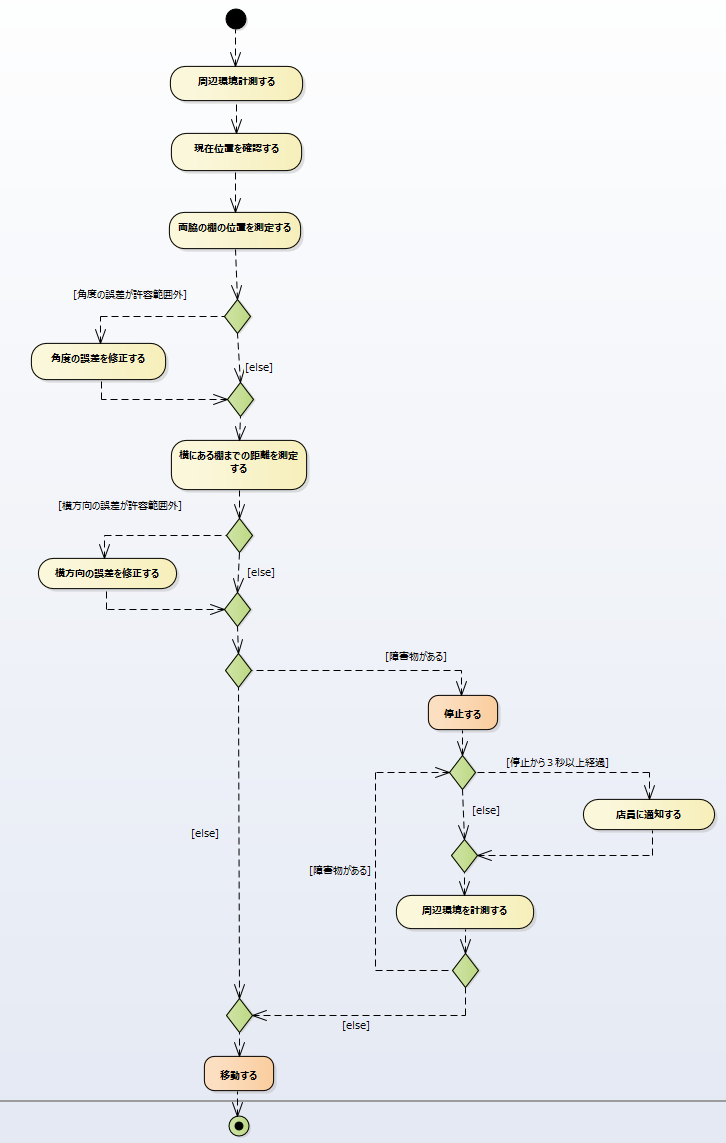 周辺環境計測する
現在位置を確認する
両脇の棚の位置を測定する
[角度の誤差が許容範囲外]
角度の誤差を修正する
[else]
横にある棚までの距離を測定
する
[横方向の誤差が許容範囲外]
横方向の誤差を修正する
[else]
[障害物がある]
停止する
[停止から３秒以上経過]
店員に通知する
[else]
[else]
[障害物がある]
周辺環境を計測する
[else]
移動する